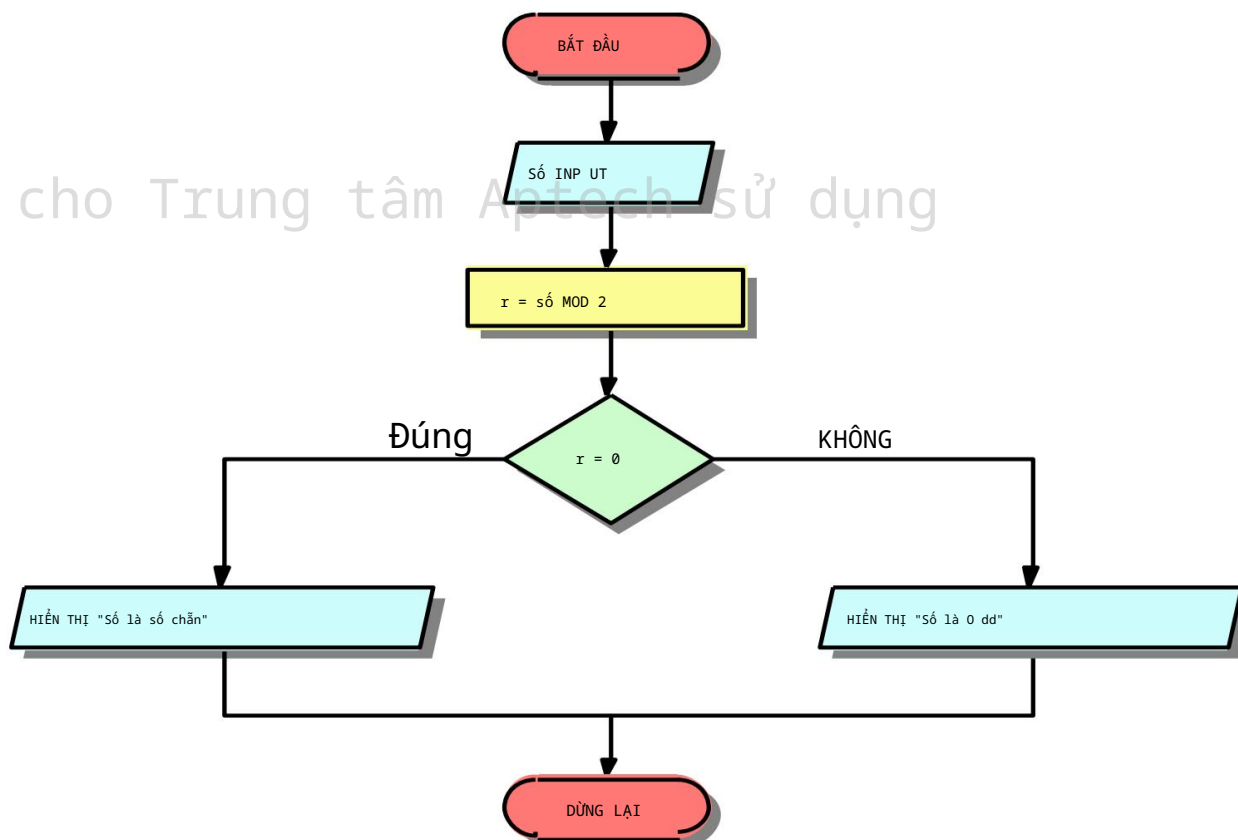 BẮT ĐẦU
Số INP UT
cho Trung tâm Aptech sử dụng
r = số MOD 2
Đúng
KHÔNG
r = 0
HIỂN THỊ "Số là số chẵn"
HIỂN THỊ "Số là O dd"
DỪNG LẠI